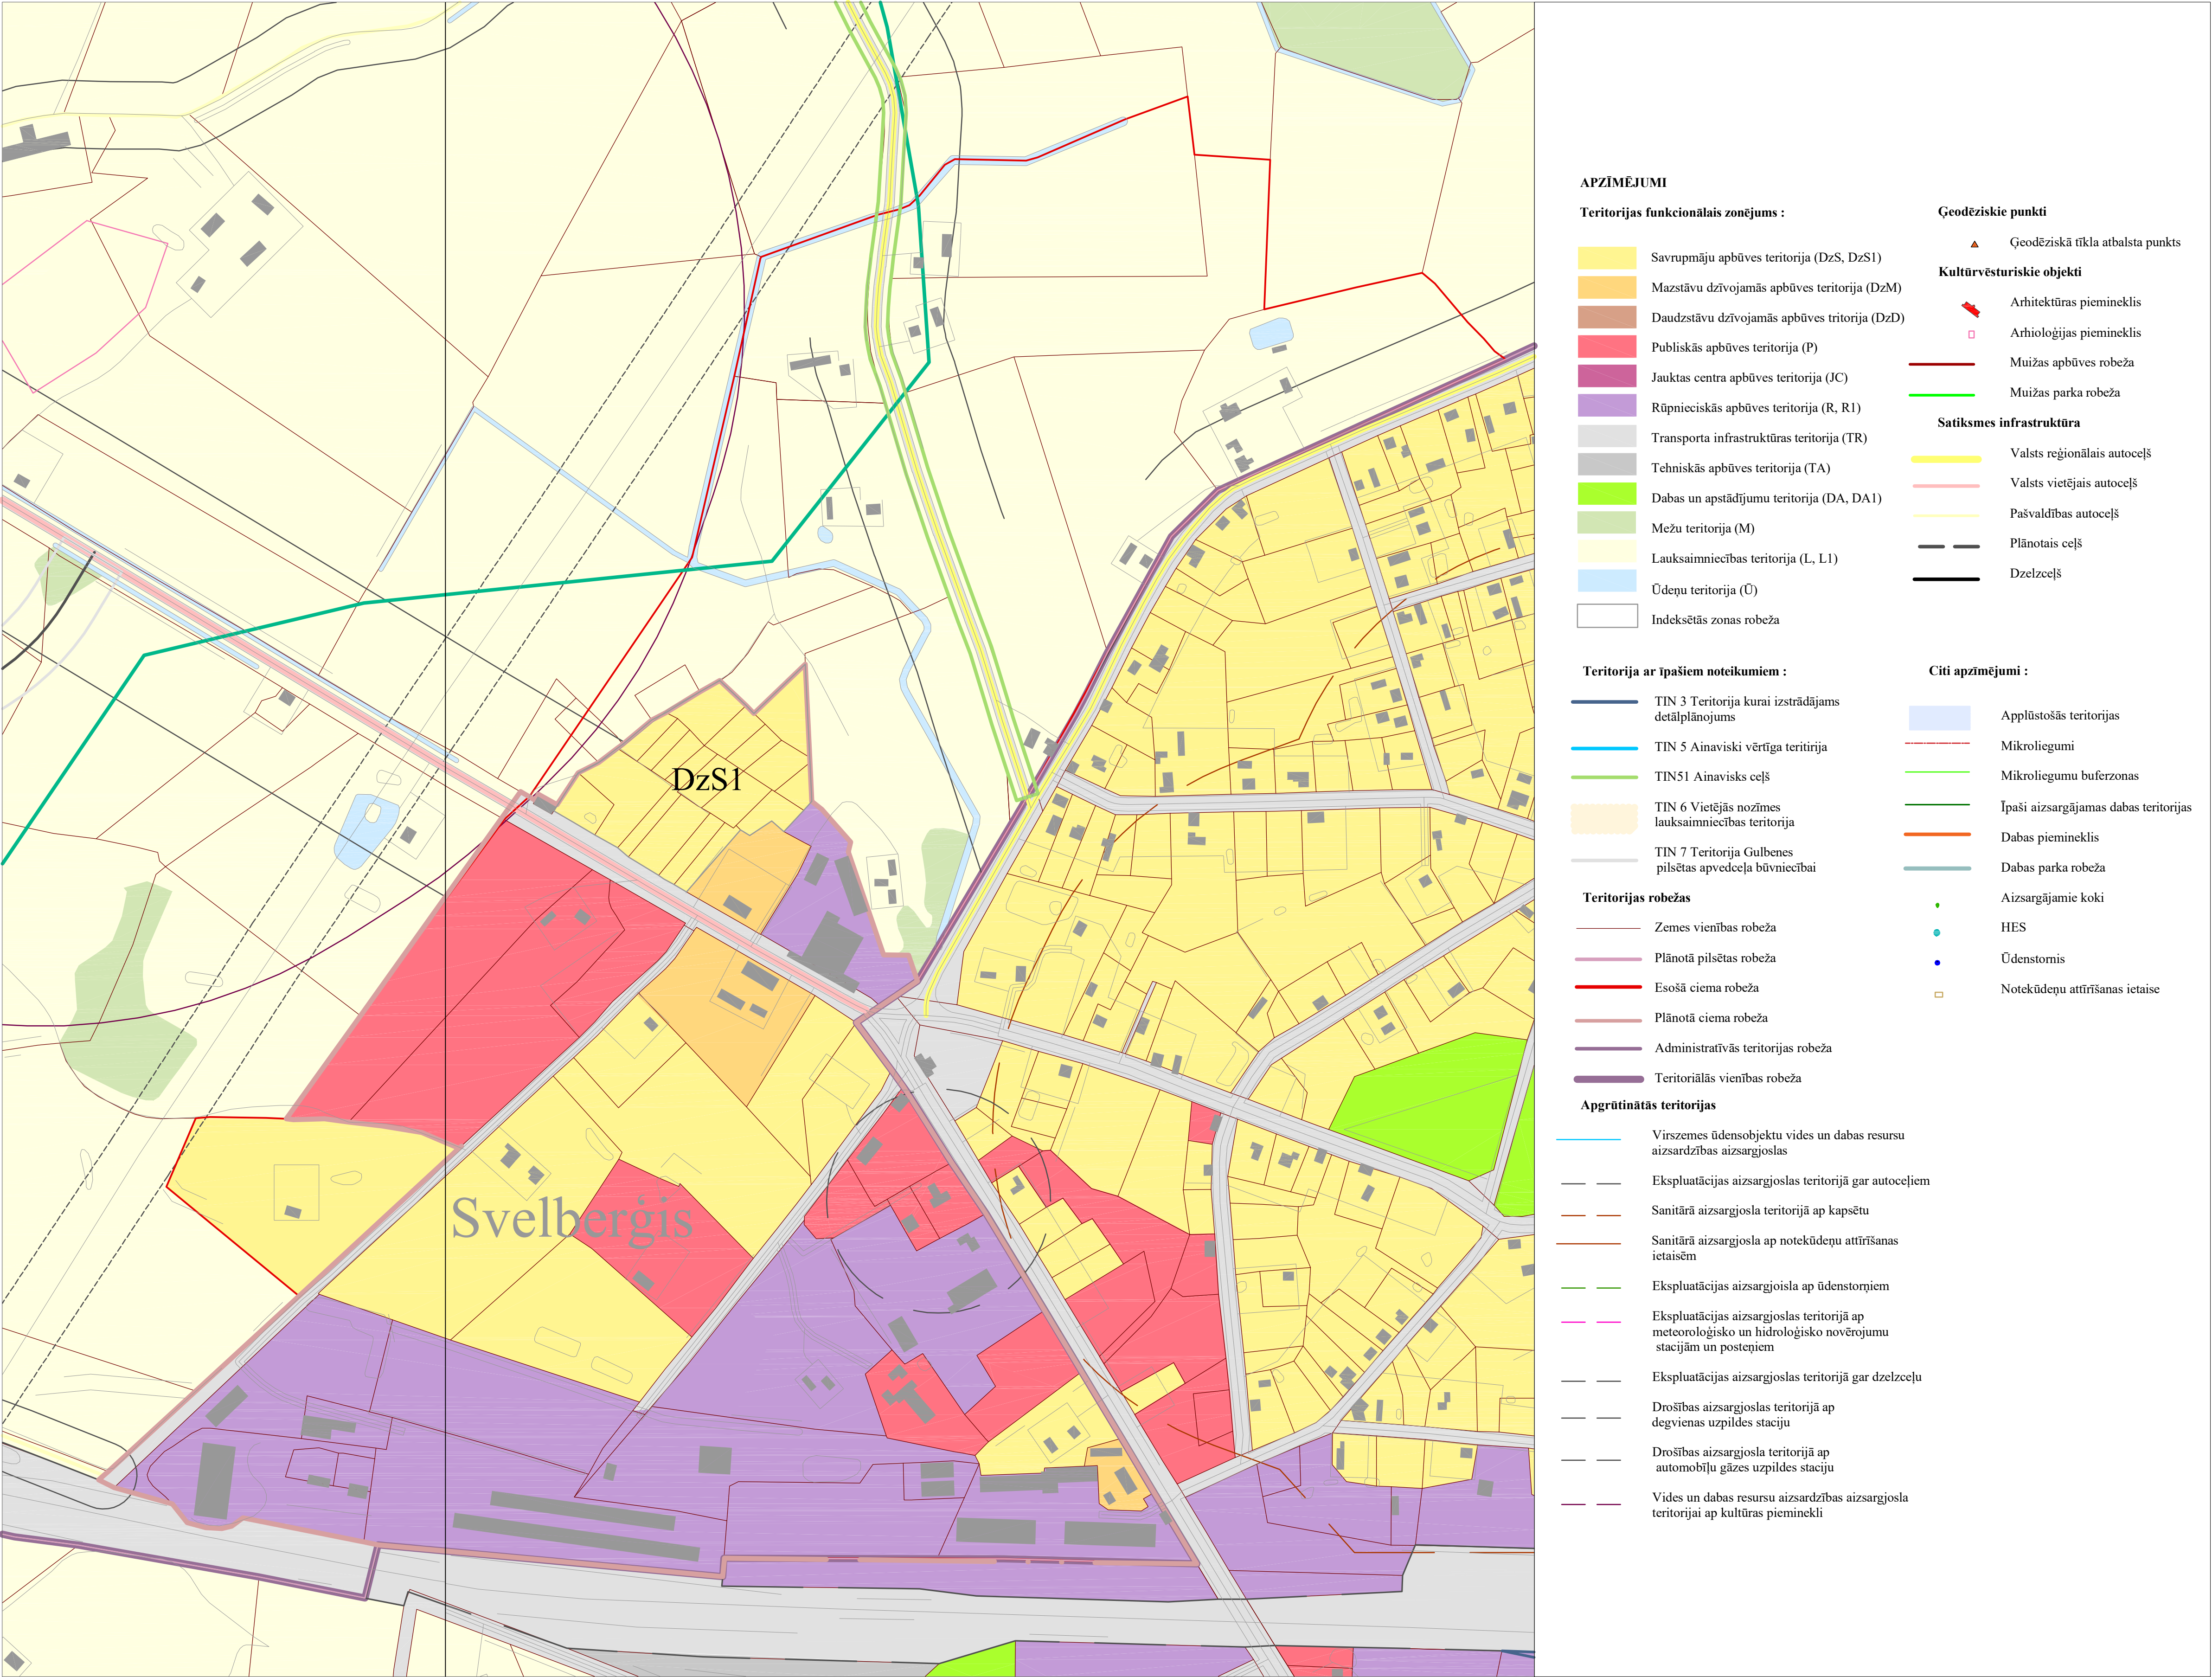 DzS1
Svelberģis
APZĪMĒJUMI
Teritorijas funkcionālais zonējums :
Savrupmāju apbūves teritorija (DzS, DzS1)
Mazstāvu dzīvojamās apbūves teritorija (DzM)
Daudzstāvu dzīvojamās apbūves tritorija (DzD)
Publiskās apbūves teritorija (P)
Jauktas centra apbūves teritorija (JC)
Rūpnieciskās apbūves teritorija (R, R1)
Transporta infrastruktūras teritorija (TR)
Tehniskās apbūves teritorija (TA)
Dabas un apstādījumu teritorija (DA, DA1)
Mežu teritorija (M)
Lauksaimniecības teritorija (L, L1)
Ūdeņu teritorija (Ū)
Indeksētās zonas robeža
Ģeodēziskie punkti
Ģeodēziskā tīkla atbalsta punkts
Kultūrvēsturiskie objekti
Arhitektūras piemineklis
Arhioloģijas piemineklis
Muižas apbūves robeža
Muižas parka robeža
Satiksmes infrastruktūra
Valsts reģionālais autoceļš
Valsts vietējais autoceļš
Pašvaldības autoceļš
Plānotais ceļš
Dzelzceļš
Teritorija ar īpašiem noteikumiem :
TIN 3 Teritorija kurai izstrādājams
detālplānojums
TIN 5 Ainaviski vērtīga teritirija
TIN51 Ainavisks ceļš
TIN 6 Vietējās nozīmes
lauksaimniecības teritorija
TIN 7 Teritorija Gulbenes
pilsētas apvedceļa būvniecībai
Teritorijas robežas
Zemes vienības robeža
Plānotā pilsētas robeža
Esošā ciema robeža
Plānotā ciema robeža
Administratīvās teritorijas robeža
Teritoriālās vienības robeža
Citi apzīmējumi :
Applūstošās teritorijas
Mikroliegumi
Mikroliegumu buferzonas
Īpaši aizsargājamas dabas teritorijas
Dabas piemineklis
Dabas parka robeža
Aizsargājamie koki
HES
Ūdenstornis
Notekūdeņu attīrīšanas ietaise
Apgrūtinātās teritorijas
Virszemes ūdensobjektu vides un dabas resursu
aizsardzības aizsargjoslas
Ekspluatācijas aizsargjoslas teritorijā gar autoceļiem
Sanitārā aizsargjosla teritorijā ap kapsētu
Sanitārā aizsargjosla ap notekūdeņu attīrīšanas
ietaisēm
Ekspluatācijas aizsargjoisla ap ūdenstorņiem
Ekspluatācijas aizsargjoslas teritorijā ap
meteoroloģisko un hidroloģisko novērojumu
stacijām un posteņiem
Ekspluatācijas aizsargjoslas teritorijā gar dzelzceļu
Drošības aizsargjoslas teritorijā ap
degvienas uzpildes staciju
Drošības aizsargjosla teritorijā ap
automobīļu gāzes uzpildes staciju
Vides un dabas resursu aizsardzības aizsargjosla
teritorijai ap kultūras pieminekli